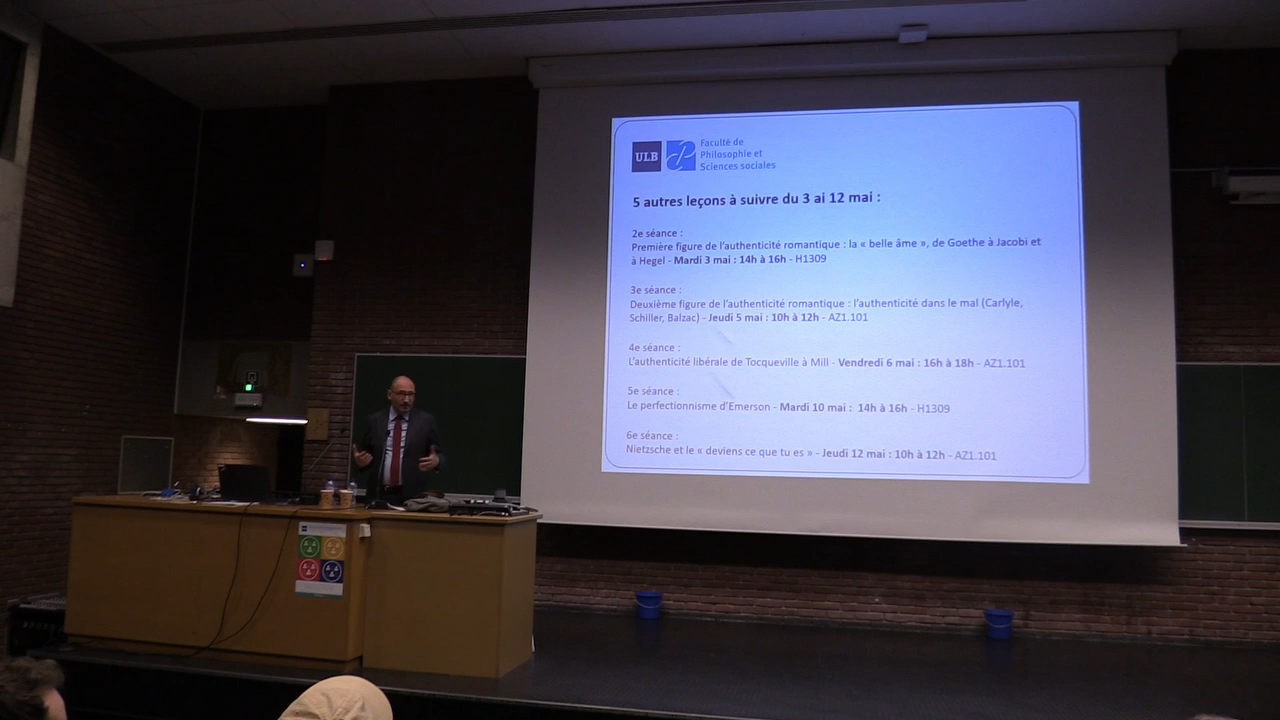 ULB
Faculté de
Philosophie et
Sciences sociales
5 autres leçons à suivre du 3 ai 12 mai :
2e séance :
Première figure de l'authenticité romantique : la « belle âme », de Goethe à Jacobi et
à Hegel - Mardi 3 mai : 14h à 16h - H1309
3e séance :
Deuxième figure de l'authenticité romantique : l'authenticité dans le mal (Carlyle,
Schiller, Balzac) - Jeudi 5 mai : 10h à 12h - AZ1.101
4e séance :
L'authenticité libérale de Tocqueville à Mill - Vendredi 6 mai : 16h à 18h - AZ1.101
5e séance :
Le perfectionnisme d'Emerson - Mardi 10 mai : 14h à 16h - H1309
6e séance :
Nietzsche et le « deviens ce que tu es » - Jeudi 12 mai : 10h à 12h - AZ1.101